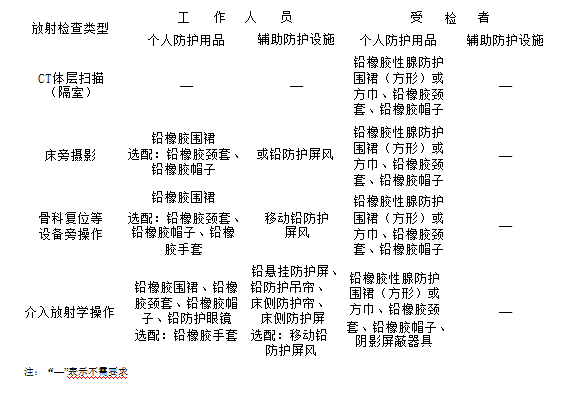 放射检查类型
工 作 人 员
受 检 者
个人防护用品
辅助防护设施
个人防护用品
辅助防护设施
CT体层扫描
（隔室）
—
—
铅橡胶性腺防护
围裙（方形）或
方巾、铅橡胶颈
套、铅橡胶帽子
—
床旁摄影
铅橡胶围裙
选配：铅橡胶颈套、
铅橡胶帽子
或铅防护屏风
铅橡胶性腺防护
围裙（方形）或
方巾、铅橡胶颈
套、铅橡胶帽子
—
骨科复位等
设备旁操作
铅橡胶围裙
选配：铅橡胶颈套、
铅橡胶帽子、铅橡
胶手套
移动铅防护
屏风
铅橡胶性腺防护
围裙（方形）或
方巾、铅橡胶颈
套、铅橡胶帽子
—
介入放射学操作
铅橡胶围裙、铅橡
胶颈套、铅橡胶帽
子、铅防护眼镜
选配：铅橡胶手套
铅悬挂防护屏、
铅防护吊帘、
床侧防护帘、
床侧防护屏
选配：移动铅
防护屏风
铅橡胶性腺防护
围裙（方形）或
方巾、铅橡胶颈
套、铅橡胶帽子、
阴影屏蔽器具
—
注：“—”表示不需要求